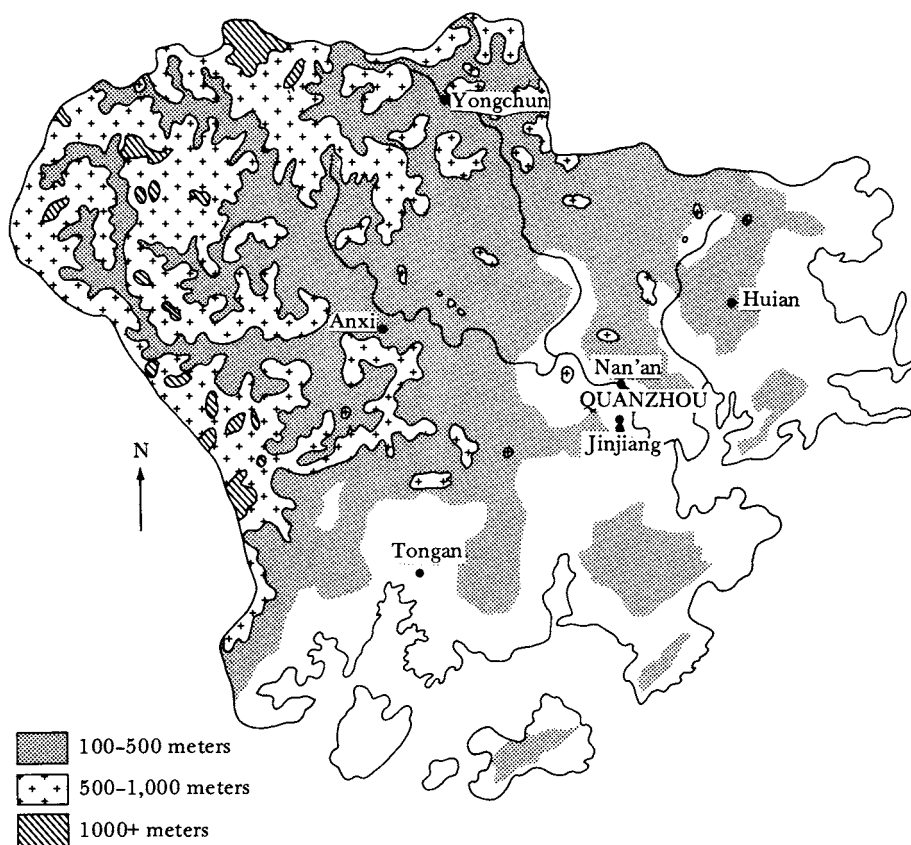 Yongchun
Huian
Anxi
Nan'an
QUANZHOU
Jinjiang
N
Tongan
100–500 meters
500–1,000 meters
1000+ meters